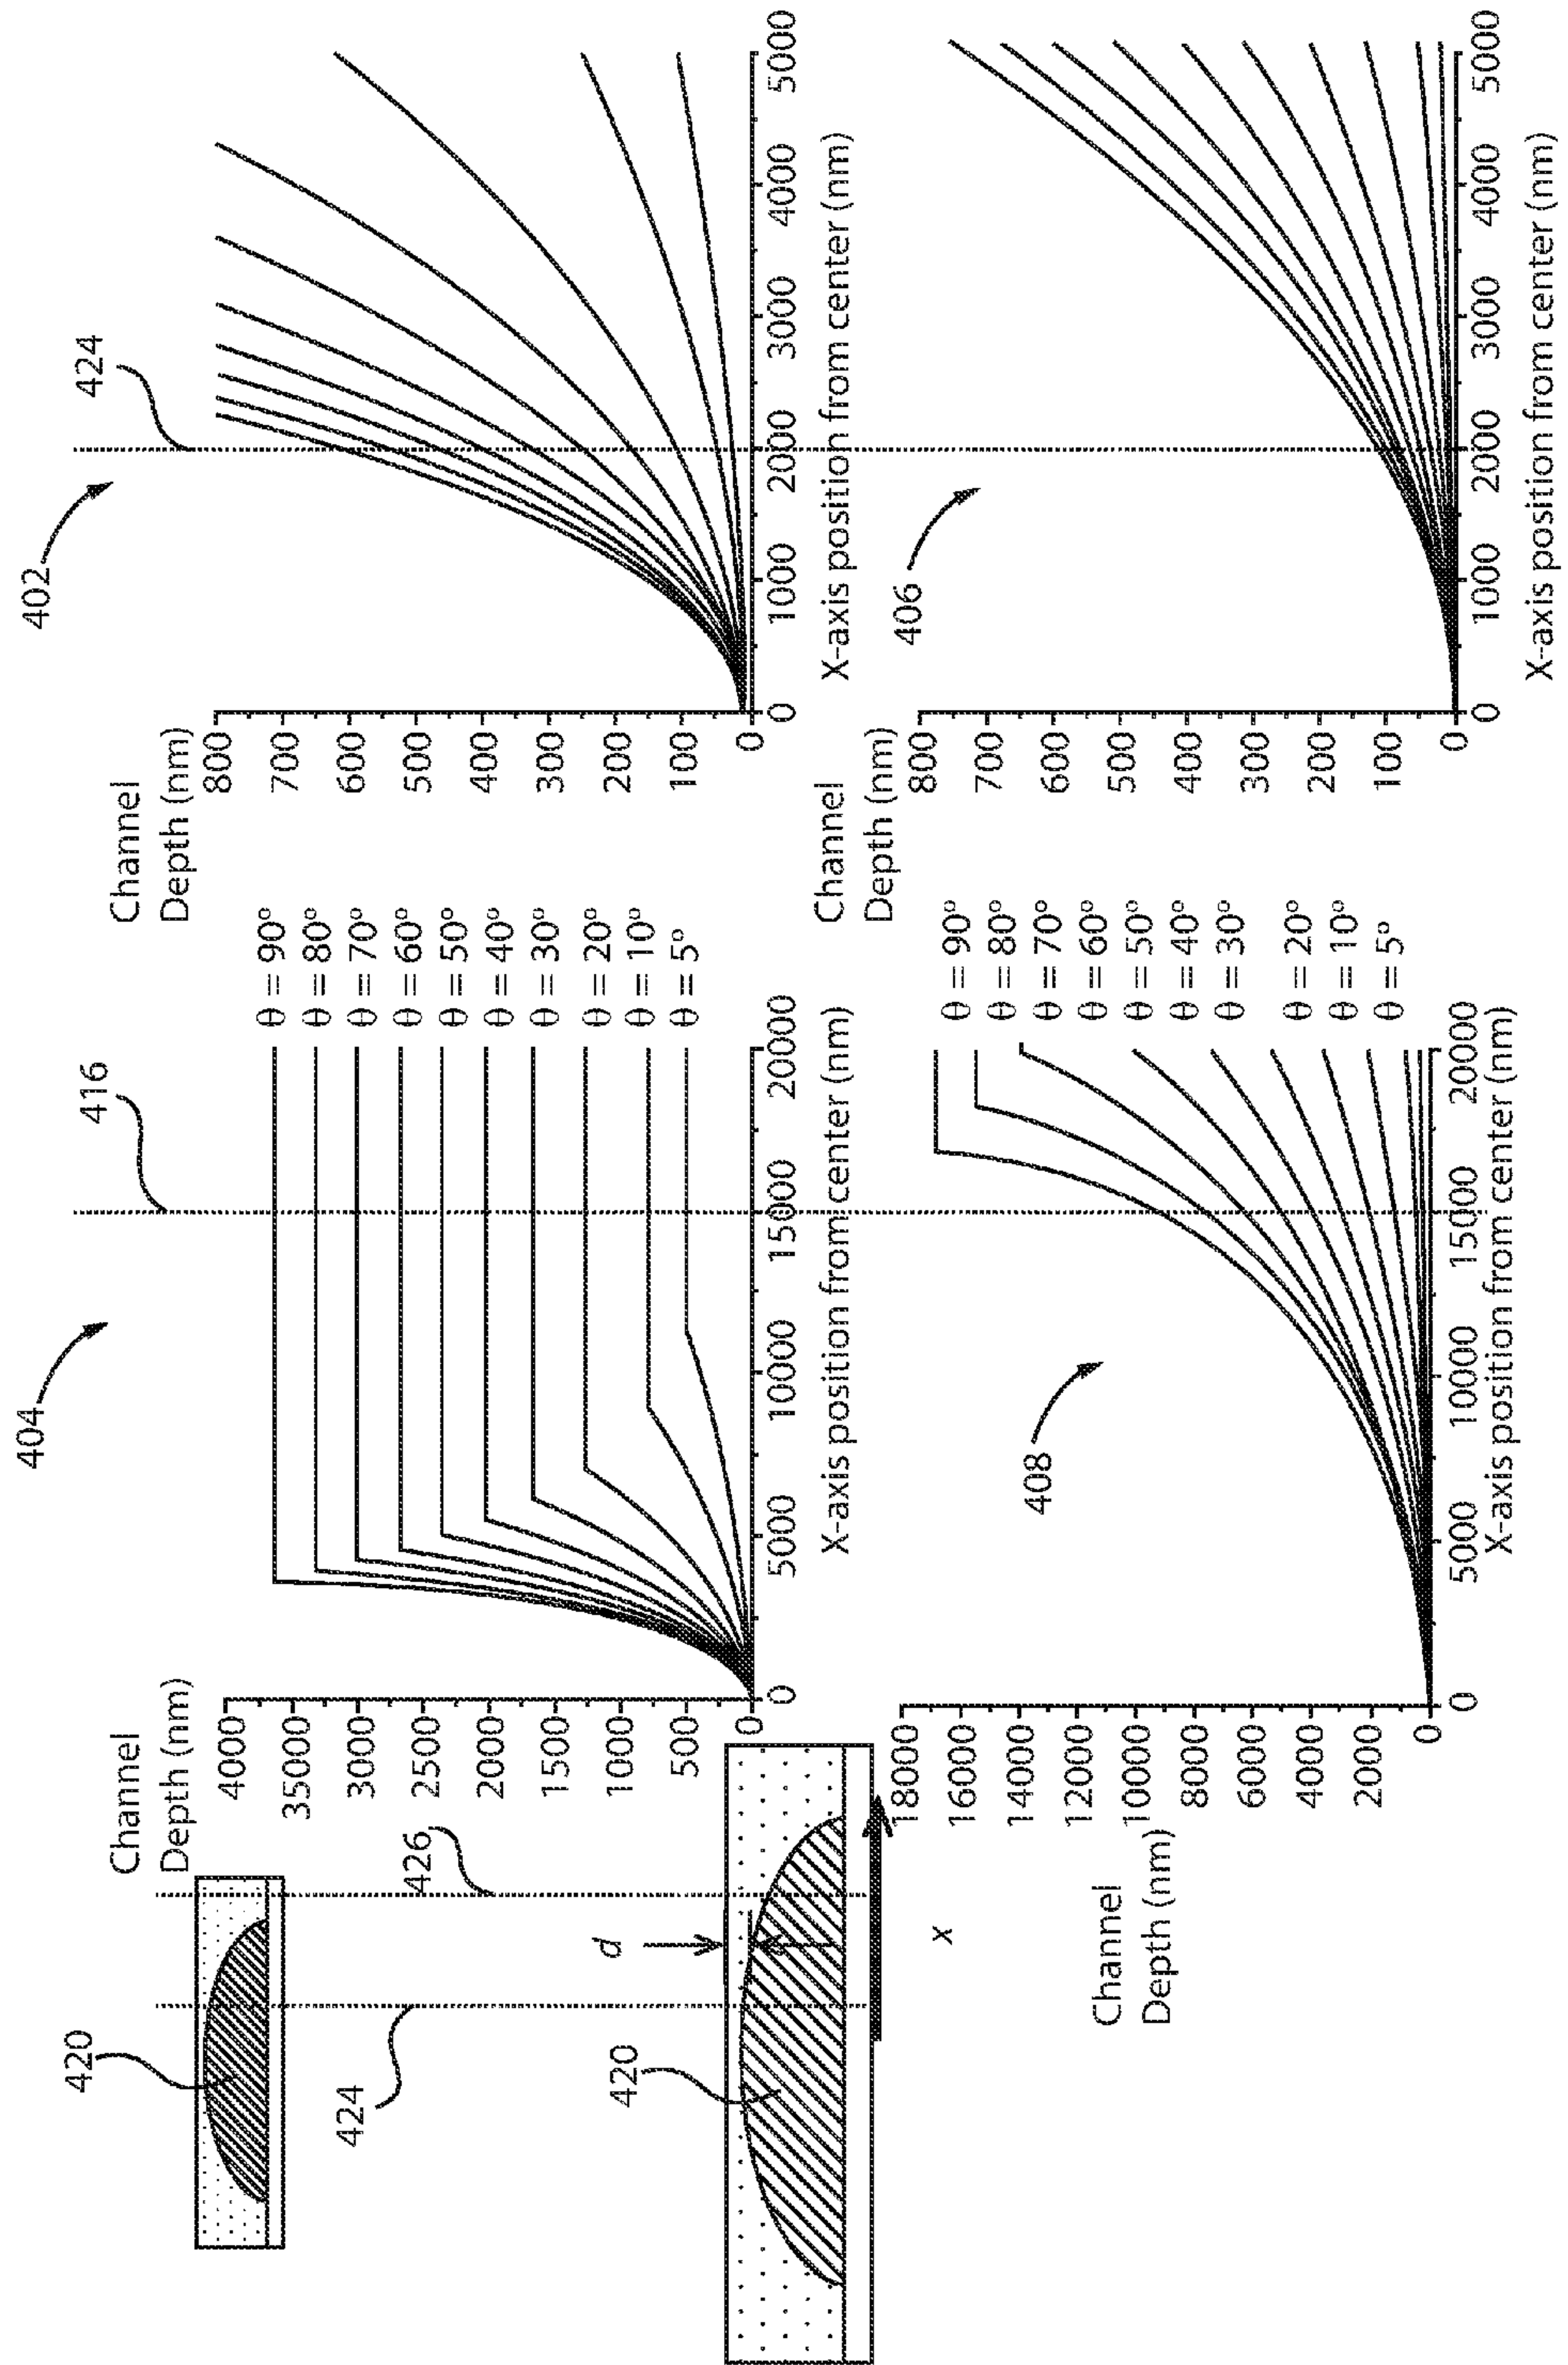 420
424
426
d
420
x
404
416
Channel
Depth (nm)
4000
35000
3000
2500
2000
1500
1000
500
0
0 5000 10000 15000 20000
X-axis position from center (nm)
θ = 90°
θ = 80°
θ = 70°
θ = 60°
θ = 50°
θ = 40°
θ = 30°
θ = 20°
θ = 10°
θ = 5°
402
424
Channel
Depth (nm)
800
700
600
500
400
300
200
100
0
0 1000 2000 3000 4000 5000
X-axis position from center (nm)
408
Channel
Depth (nm)
18000
16000
14000
12000
10000
8000
6000
4000
2000
0
0 5000 10000 15000 20000
X-axis position from center (nm)
θ = 90°
θ = 80°
θ = 70°
θ = 60°
θ = 50°
θ = 40°
θ = 30°
θ = 20°
θ = 10°
θ = 5°
406
Channel
Depth (nm)
800
700
600
500
400
300
200
100
0
0 1000 2000 3000 4000 5000
X-axis position from center (nm)